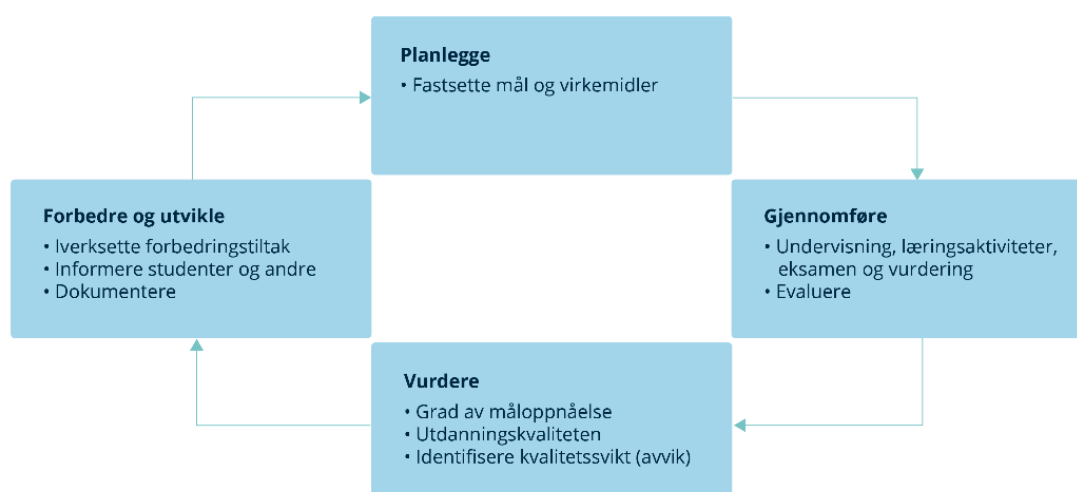 Planlegge
• Fastsette mål og virkemidler
Gjennomføre
• Undervisning, læringsaktiviteter,
eksamen og vurdering
• Evaluere
Vurdere
• Grad av måloppnåelse
• Utdanningskvaliteten
• Identifisere kvalitetssvikt (avvik)
Forbedre og utvikle
• Iverksette forbedringstiltak
• Informere studenter og andre
• Dokumentere